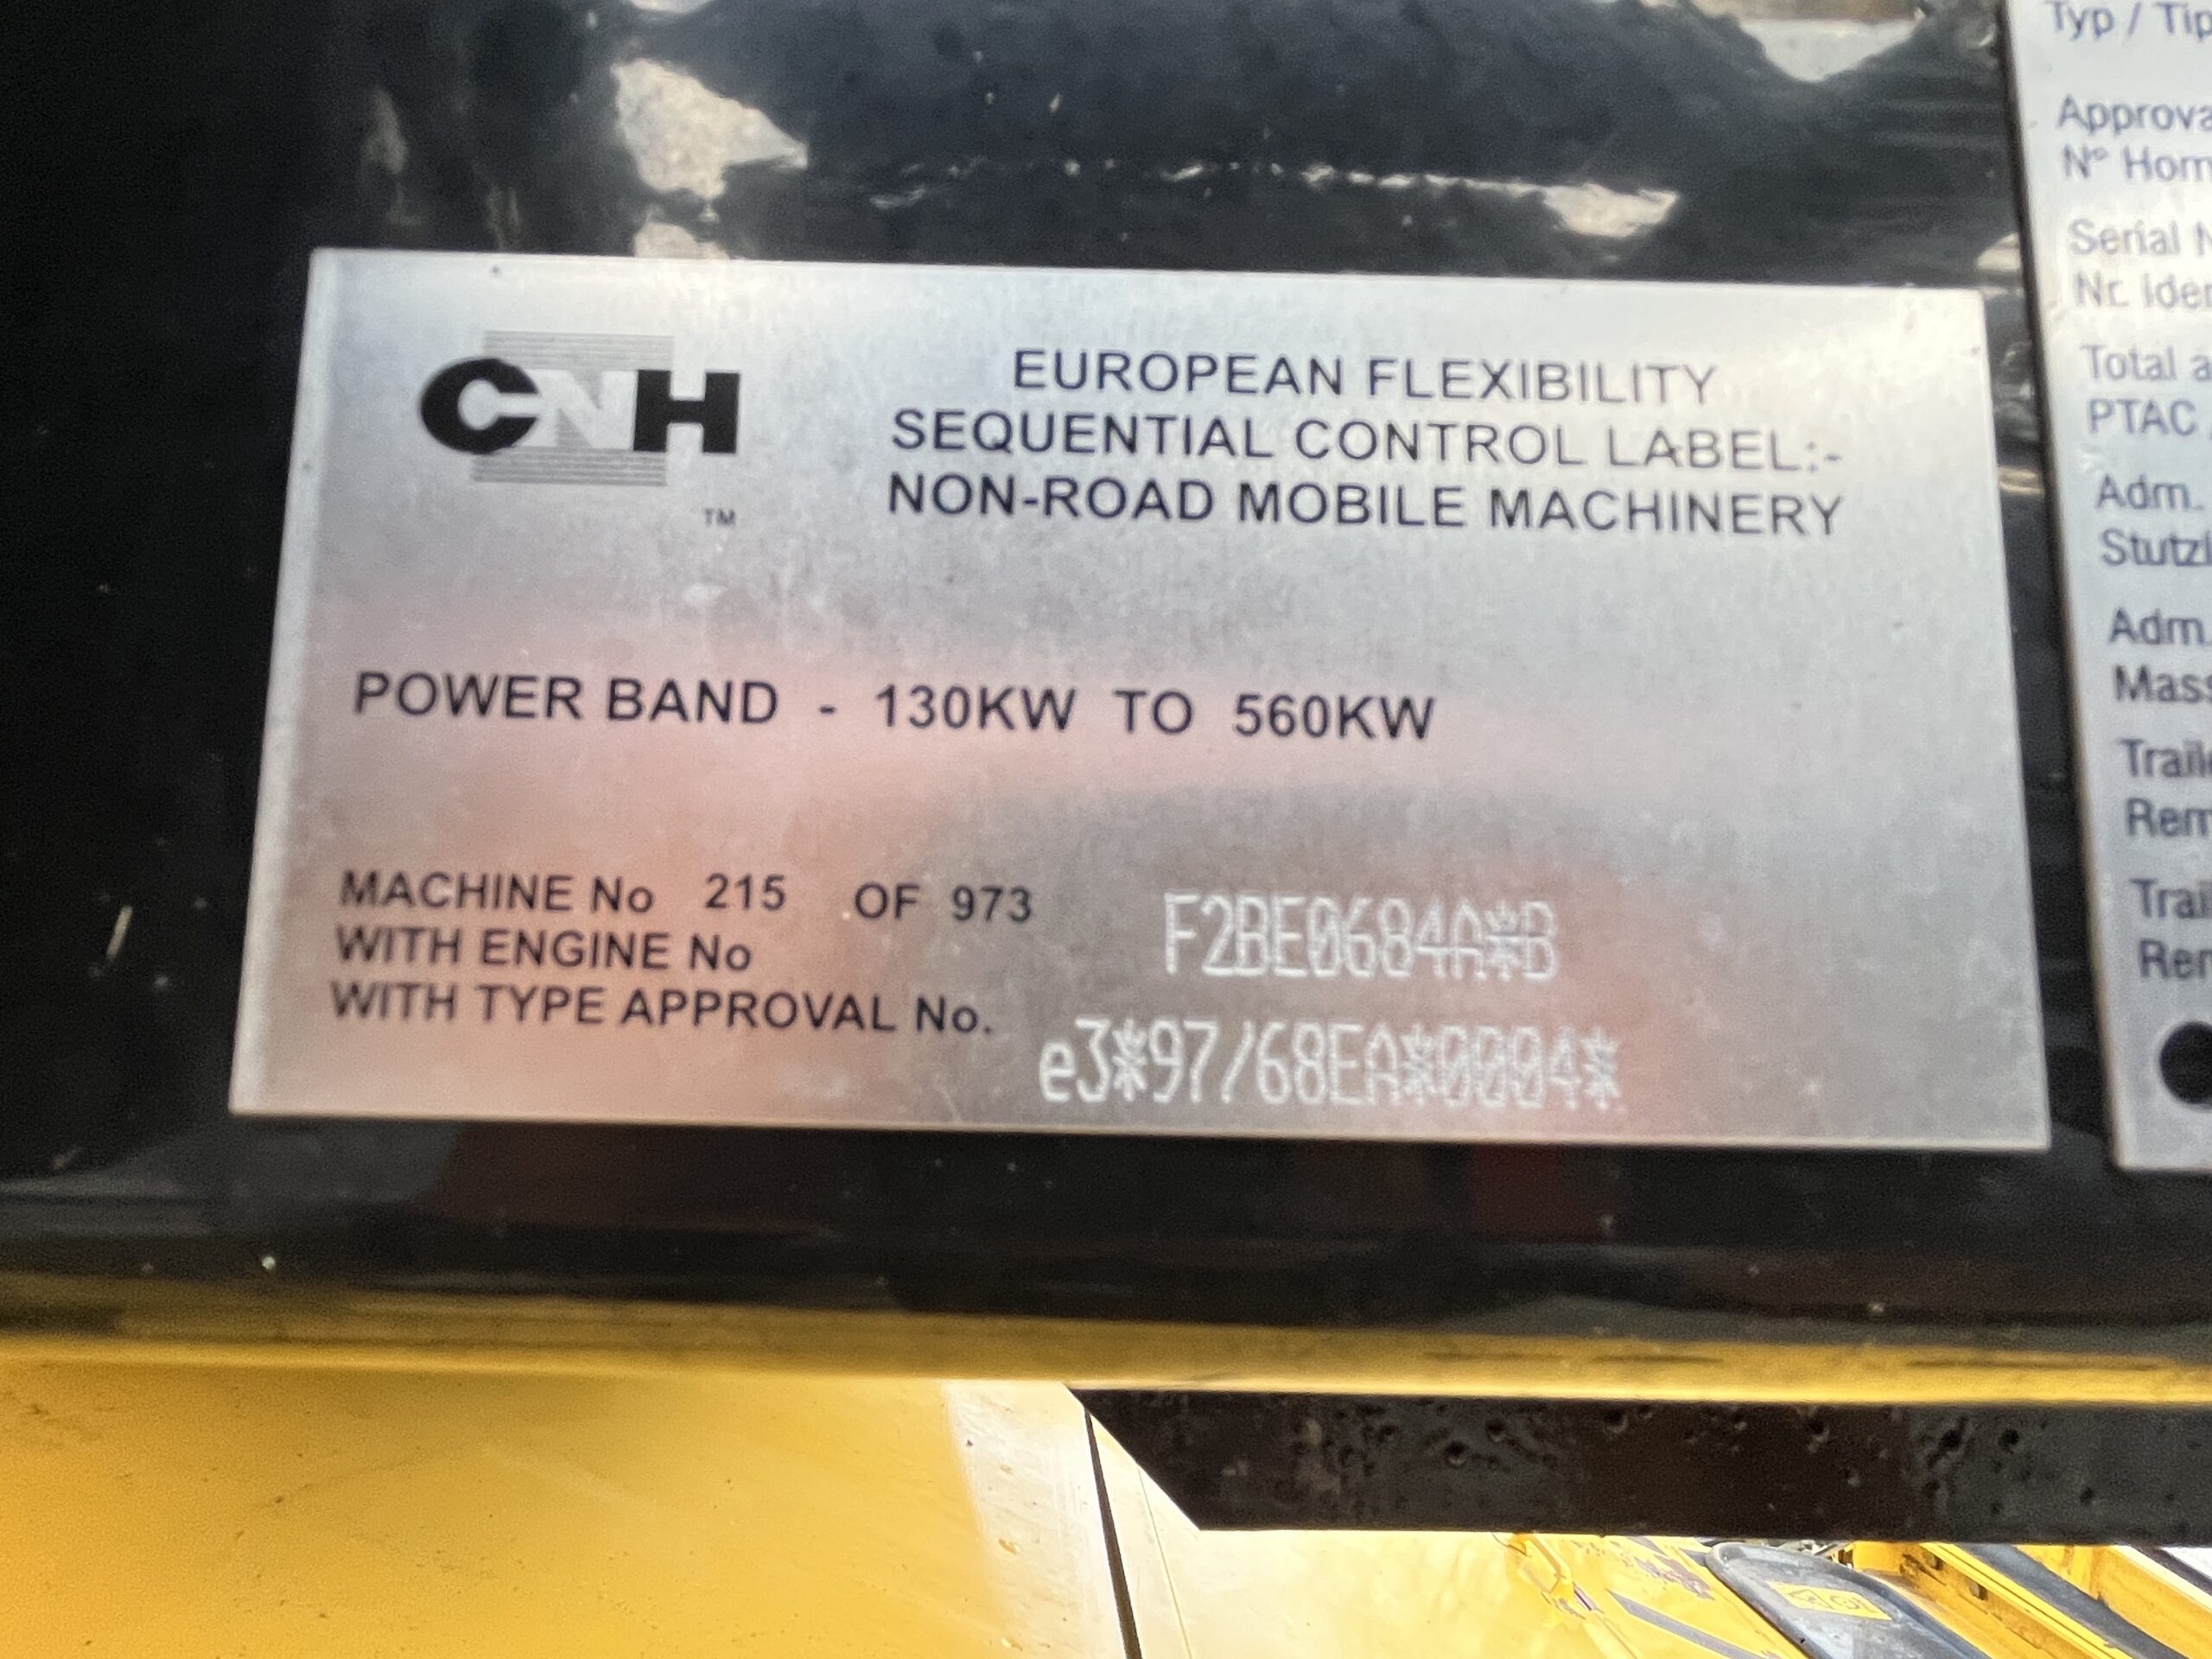 CNH
TM
EUROPEAN FLEXIBILITY
SEQUENTIAL CONTROL LABEL:-
NON-ROAD MOBILE MACHINERY
POWER BAND - 130KW TO 560KW
MACHINE No 215 OF 973
WITH ENGINE No F2BE0684A*B
WITH TYPE APPROVAL No. e3*97/68EA*0004*
Typ / Tip
Approva
N° Hom
Serial N
Nr. Iden
Total a
PTAC
Adm.
Stutzl
Adm.
Mass
Traile
Rem
Trail
Rem